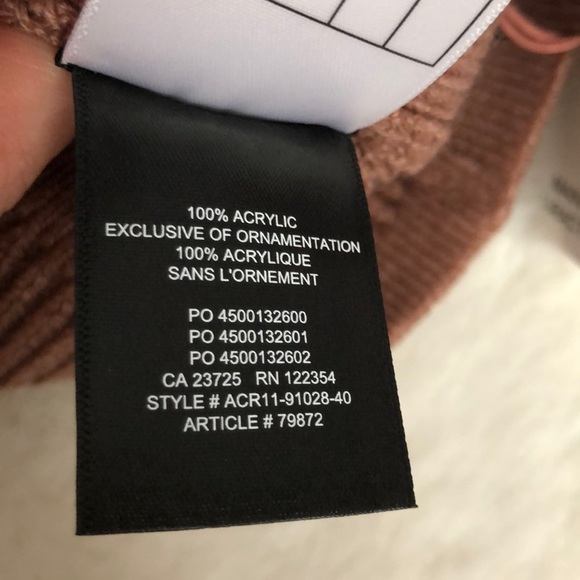 100% ACRYLIC
EXCLUSIVE OF ORNAMENTATION
100% ACRYLIQUE
SANS L'ORNEMENT
PO 4500132600
PO 4500132601
PO 4500132602
CA 23725 RN 122354
STYLE # ACR11-91028-40
ARTICLE # 79872